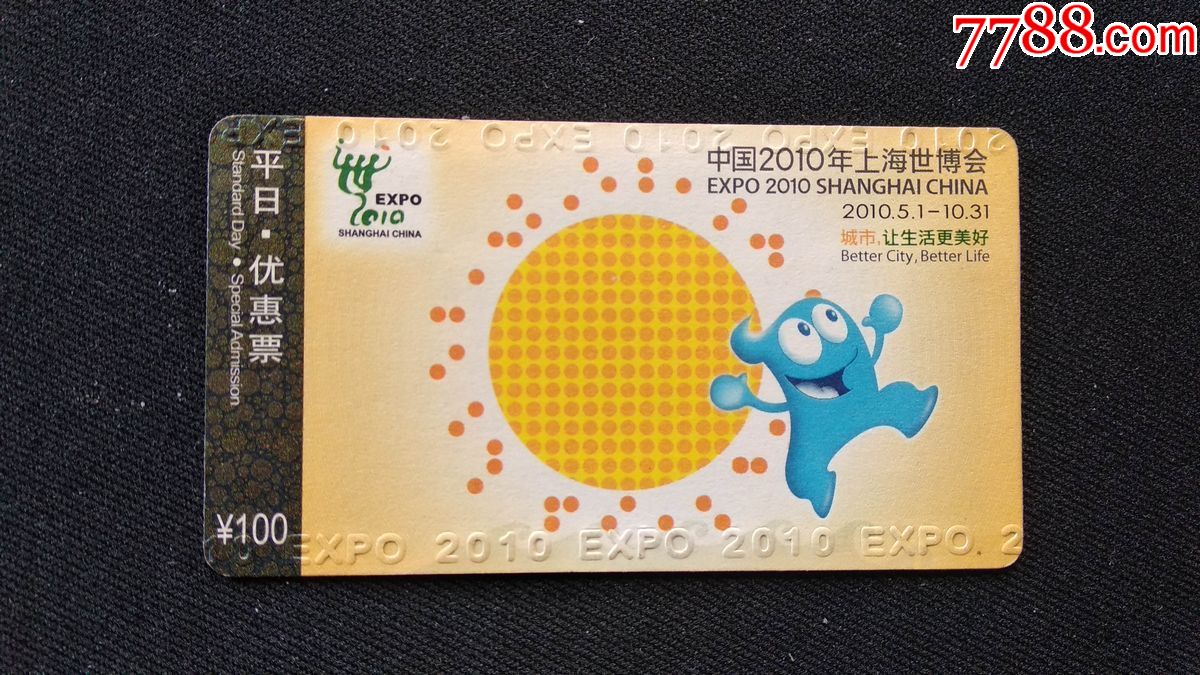 7788.com
EXPO 2010 EXPO 2010 EXPO 2010
平日·优惠票
Standard Day • Special Admission
¥100
世
EXPO
2010
SHANGHAI CHINA
中国2010年上海世博会
EXPO 2010 SHANGHAI CHINA
2010.5.1-10.31
城市,让生活更美好
Better City, Better Life
EXPO 2010 EXPO 2010 EXPO. 2